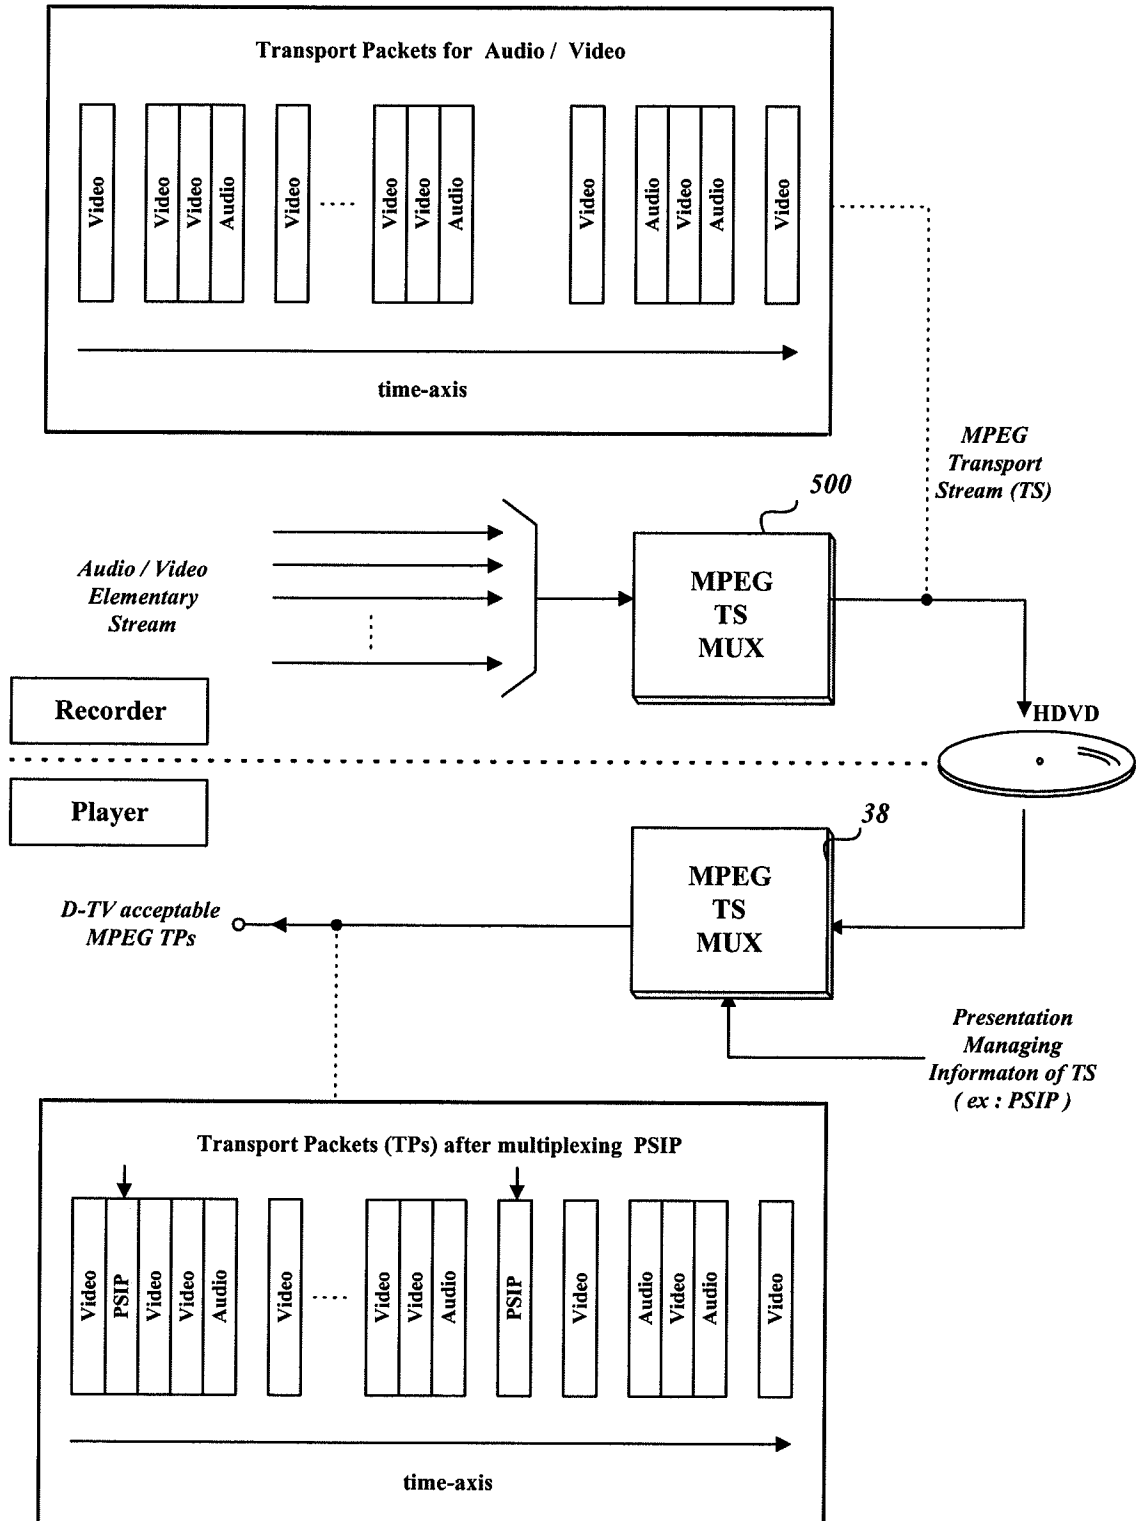 Transport Packets for Audio / Video
Video
Video
Video
Audio
Video
Video
Video
Audio
Video
Audio
Video
Audio
Video
time-axis
MPEG
Transport
Stream (TS)
500
Audio / Video
Elementary
Stream
MPEG
TS
MUX
Recorder
HDVD
Player
38
MPEG
TS
MUX
D-TV acceptable
MPEG TPs
Presentation
Managing
Informaton of TS
( ex : PSIP )
Transport Packets (TPs) after multiplexing PSIP
Video
PSIP
Video
Video
Audio
Video
Video
Video
Audio
PSIP
Video
Audio
Video
Audio
Video
time-axis